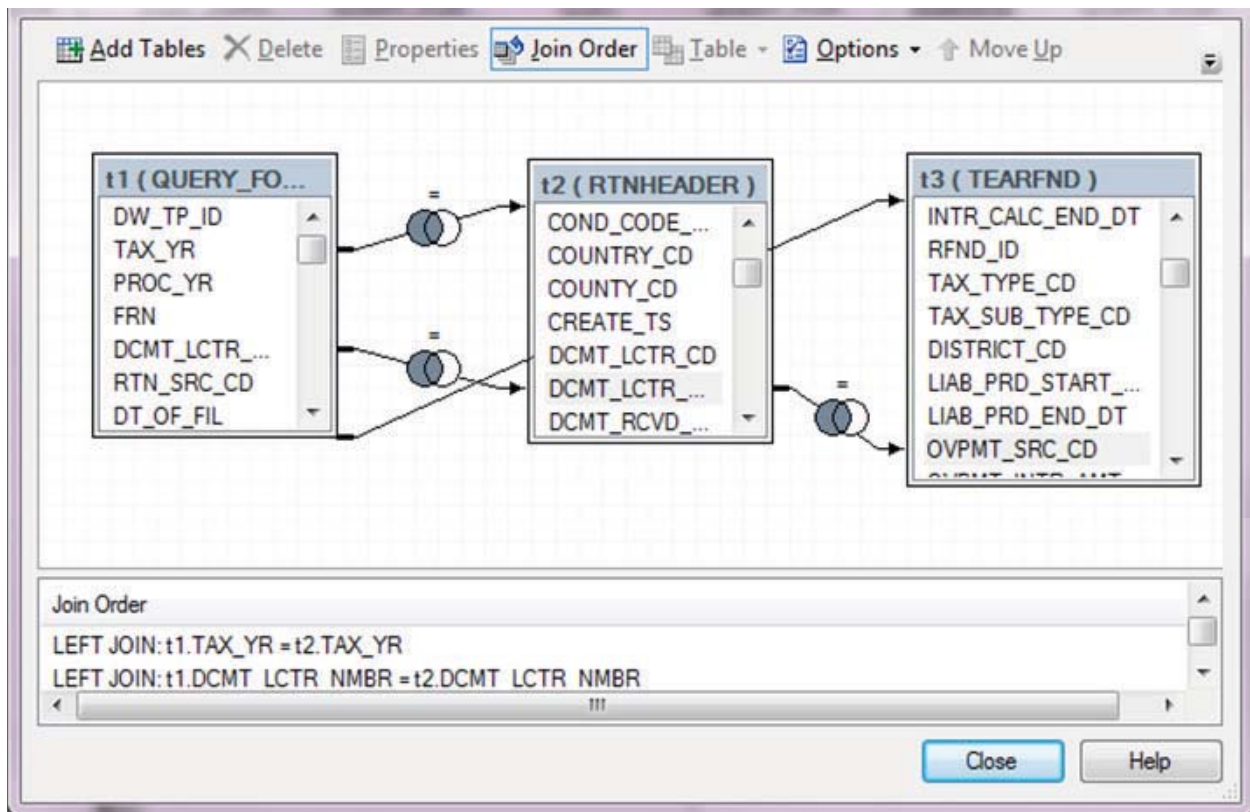 Add Tables Delete Properties Join Order Table Options Move Up
t1 ( QUERY_FO...
DW_TP_ID
TAX_YR
PROC_YR
FRN
DCMT_LCTR_...
RTN_SRC_CD
DT_OF_FIL
=
=
t2 ( RTNHEADER )
COND_CODE_...
COUNTRY_CD
COUNTY_CD
CREATE_TS
DCMT_LCTR_CD
DCMT_LCTR_...
DCMT_RCVD_...
=
t3 ( TEARFND )
INTR_CALC_END_DT
RFND_ID
TAX_TYPE_CD
TAX_SUB_TYPE_CD
DISTRICT_CD
LIAB_PRD_START_...
LIAB_PRD_END_DT
OVPMT_SRC_CD
Join Order
LEFT JOIN: t1.TAX_YR = t2.TAX_YR
LEFT JOIN: t1.DCMT_LCTR_NMBR = t2.DCMT_LCTR_NMBR
Close Help